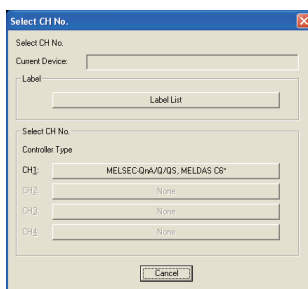 Select CH No.
Select CH No.
Current Device:
Label
Label List
Select CH No.
Controller Type
CH1: MELSEC-QnA/Q/QS, MELDAS C6*
CH2: None
CH3: None
CH4: None
Cancel